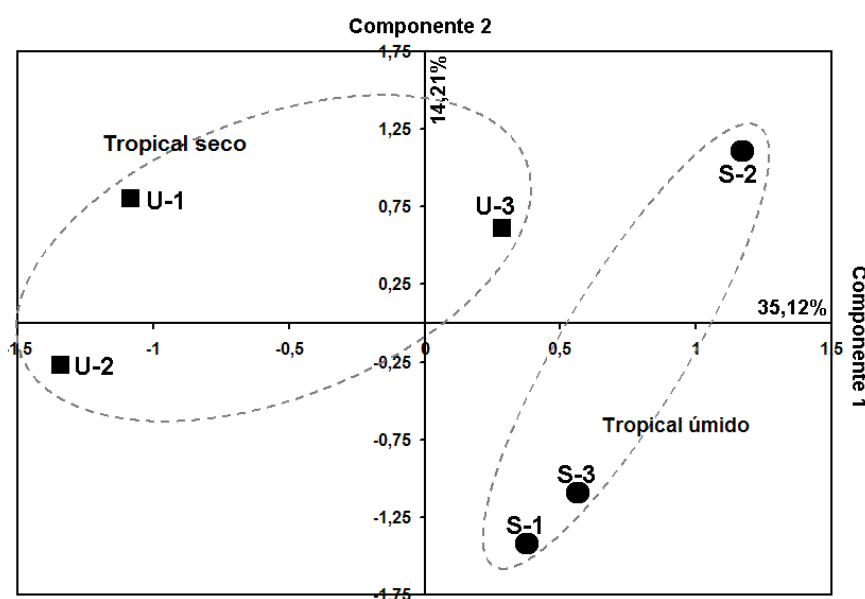 Componente 2
1,75
14,21%
1,25
Tropical seco
S-2
U-1
0,75
U-3
0,25
35,12%
Componente 1
-1,5
-1
-0,5
0
0,5
1
15
-0,25
U-2
-0,75
Tropical úmido
S-3
-1,25
S-1
-1,75